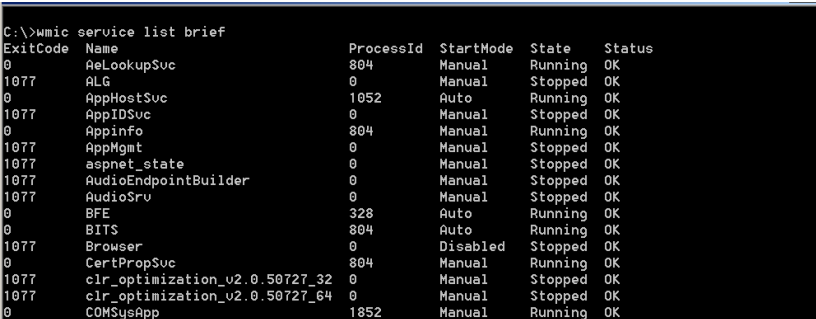 C:\>wmic service list brief
ExitCode  Name                            ProcessId  StartMode  State    Status
0         AeLookupSvc                     804        Manual     Running  OK
1077      ALG                             0          Manual     Stopped  OK
0         AppHostSvc                      1052       Auto       Running  OK
1077      AppIDSvc                        0          Manual     Stopped  OK
0         Appinfo                         804        Manual     Running  OK
1077      AppMgmt                         0          Manual     Stopped  OK
1077      aspnet_state                    0          Manual     Stopped  OK
1077      AudioEndpointBuilder            0          Manual     Stopped  OK
1077      AudioSrv                        0          Manual     Stopped  OK
0         BFE                             328        Auto       Running  OK
0         BITS                            804        Auto       Running  OK
1077      Browser                         0          Disabled   Stopped  OK
0         CertPropSvc                     804        Manual     Running  OK
1077      clr_optimization_v2.0.50727_32  0          Manual     Stopped  OK
1077      clr_optimization_v2.0.50727_64  0          Manual     Stopped  OK
0         COMSysApp                       1852       Manual     Running  OK